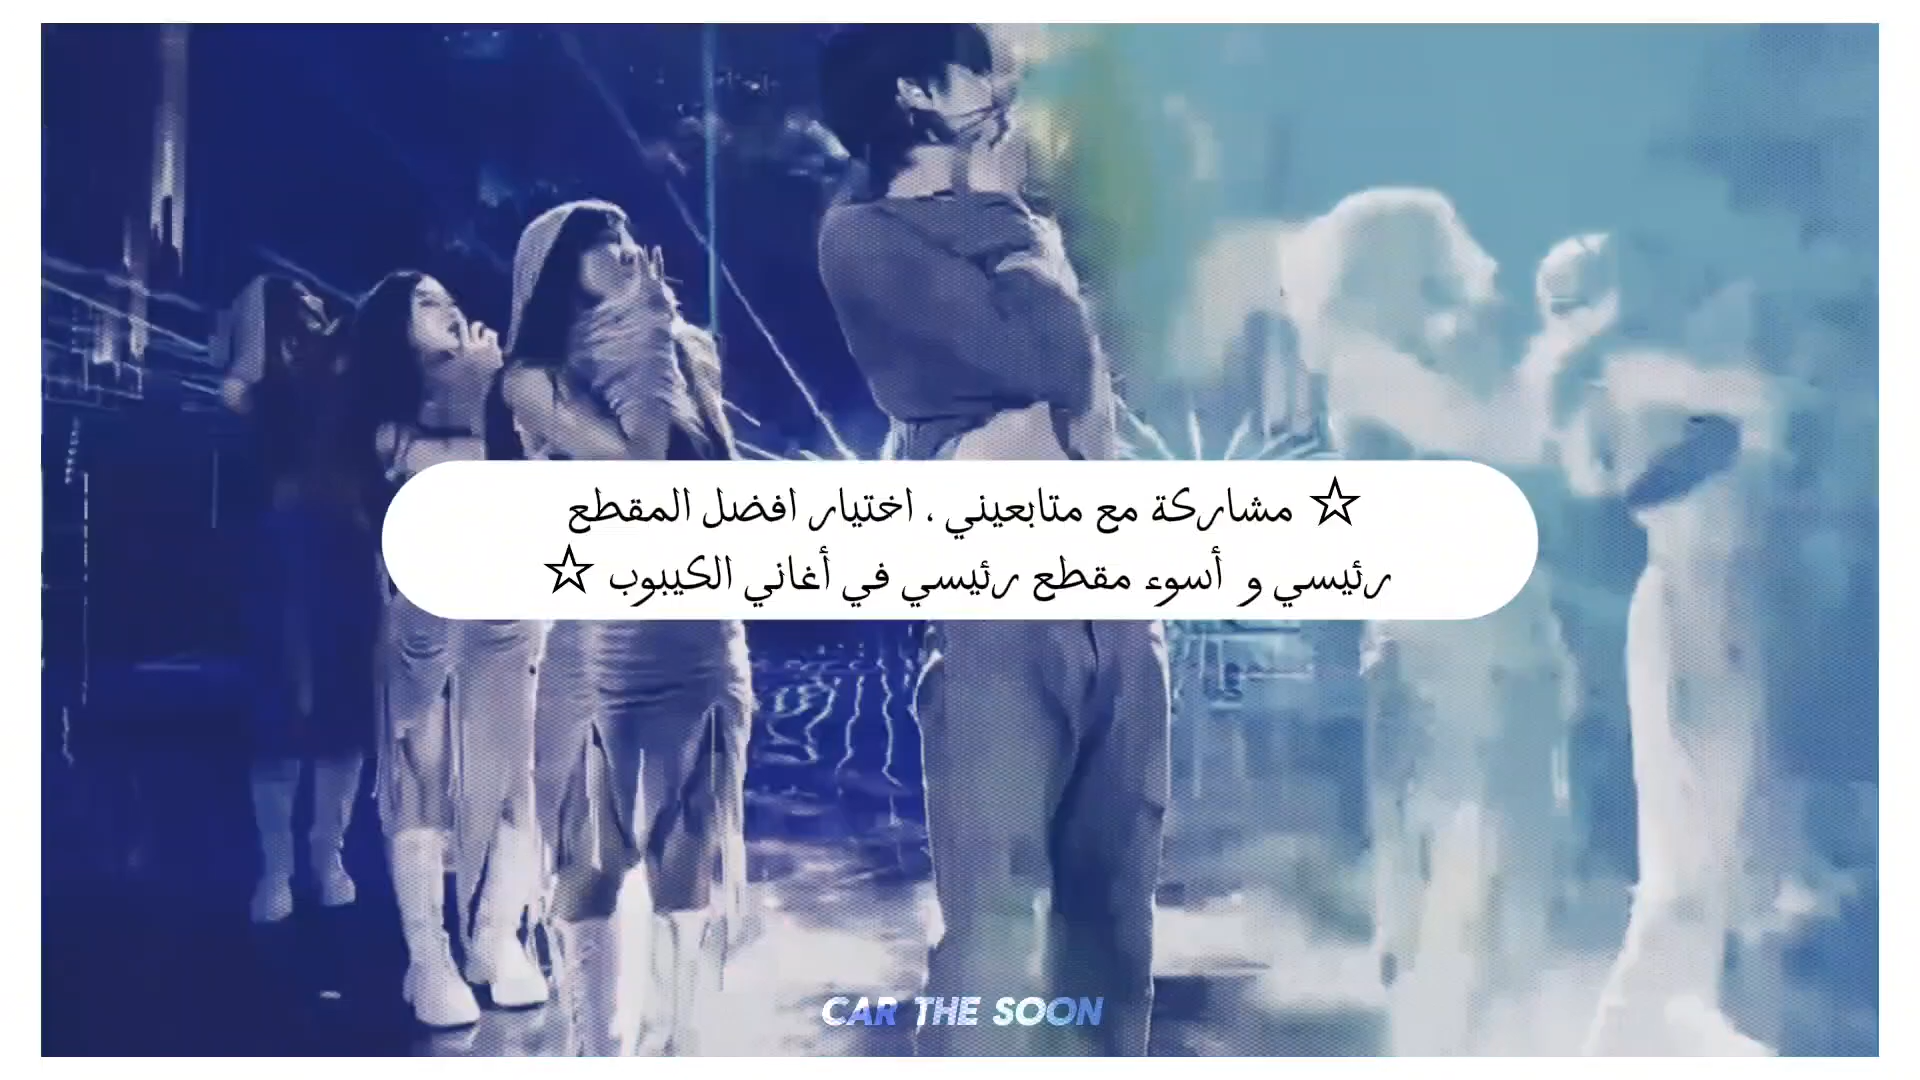 ☆ مشاركة مع متابعيني ، اختيار افضل المقطع
رئيسي و أسوء مقطع رئيسي في أغاني الكيبوب ☆
CAR THE SOON